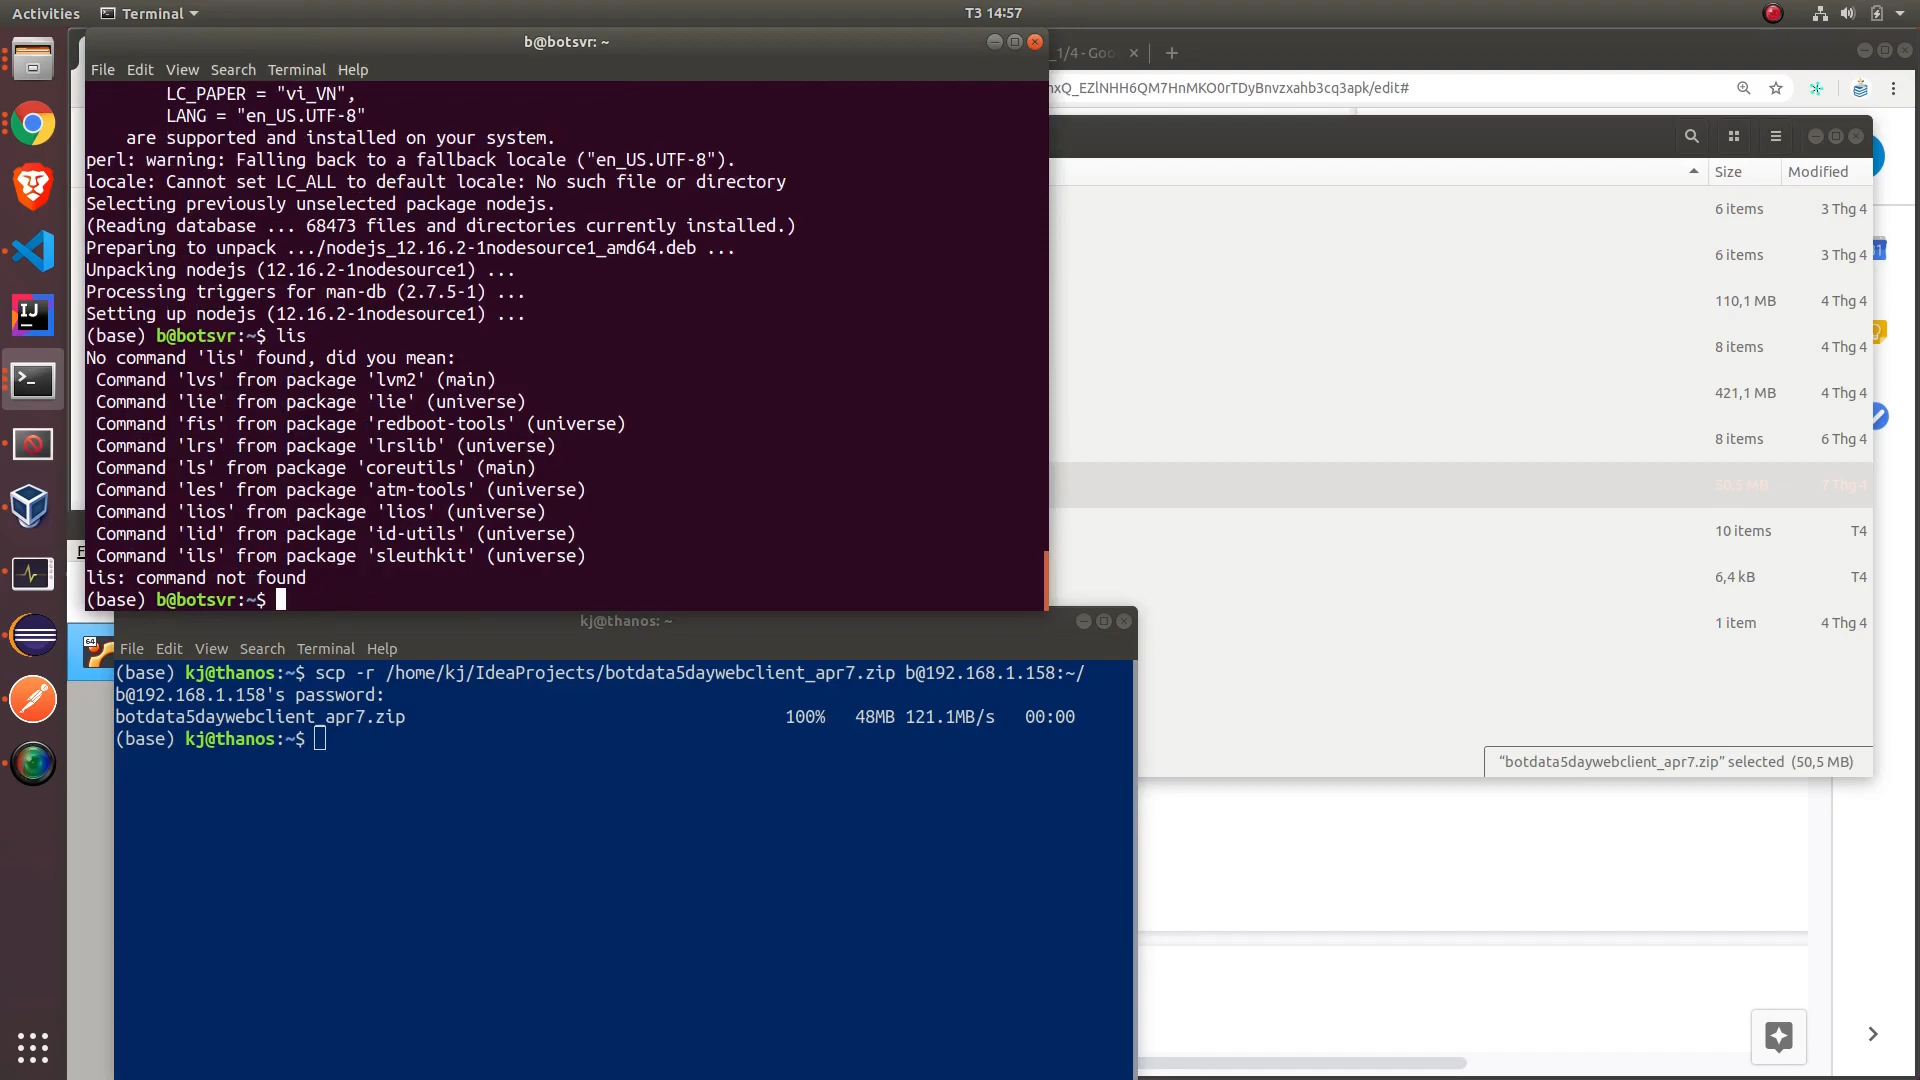 Activities Terminal T3 14:57
b@botsvr: ~
_1/4 - Goo
File Edit View Search Terminal Help
nxQ_EZlNHH6QM7HnMKO0rTDyBnvzxahb3cq3apk/edit#
LC_PAPER = "vi_VN",
LANG = "en_US.UTF-8"
are supported and installed on your system.
perl: warning: Falling back to a fallback locale ("en_US.UTF-8").
locale: Cannot set LC_ALL to default locale: No such file or directory
Selecting previously unselected package nodejs.
(Reading database ... 68473 files and directories currently installed.)
Preparing to unpack .../nodejs_12.16.2-1nodesource1_amd64.deb ...
Unpacking nodejs (12.16.2-1nodesource1) ...
Processing triggers for man-db (2.7.5-1) ...
Setting up nodejs (12.16.2-1nodesource1) ...
(base) b@botsvr:~$ lis
No command 'lis' found, did you mean:
Command 'lvs' from package 'lvm2' (main)
Command 'lie' from package 'lie' (universe)
Command 'fis' from package 'redboot-tools' (universe)
Command 'lrs' from package 'lrslib' (universe)
Command 'ls' from package 'coreutils' (main)
Command 'les' from package 'atm-tools' (universe)
Command 'lios' from package 'lios' (universe)
Command 'lid' from package 'id-utils' (universe)
Command 'ils' from package 'sleuthkit' (universe)
lis: command not found
(base) b@botsvr:~$
Size Modified
6 items 3 Thg 4
6 items 3 Thg 4
110,1 MB 4 Thg 4
8 items 4 Thg 4
421,1 MB 4 Thg 4
8 items 6 Thg 4
50,5 MB 7 Thg 4
10 items T4
6,4 kB T4
1 item 4 Thg 4
"botdata5daywebclient_apr7.zip" selected (50,5 MB)
31
IJ
F
64
kj@thanos: ~
File Edit View Search Terminal Help
(base) kj@thanos:~$ scp -r /home/kj/IdeaProjects/botdata5daywebclient_apr7.zip b@192.168.1.158:~/
b@192.168.1.158's password:
botdata5daywebclient_apr7.zip 100% 48MB 121.1MB/s 00:00
(base) kj@thanos:~$